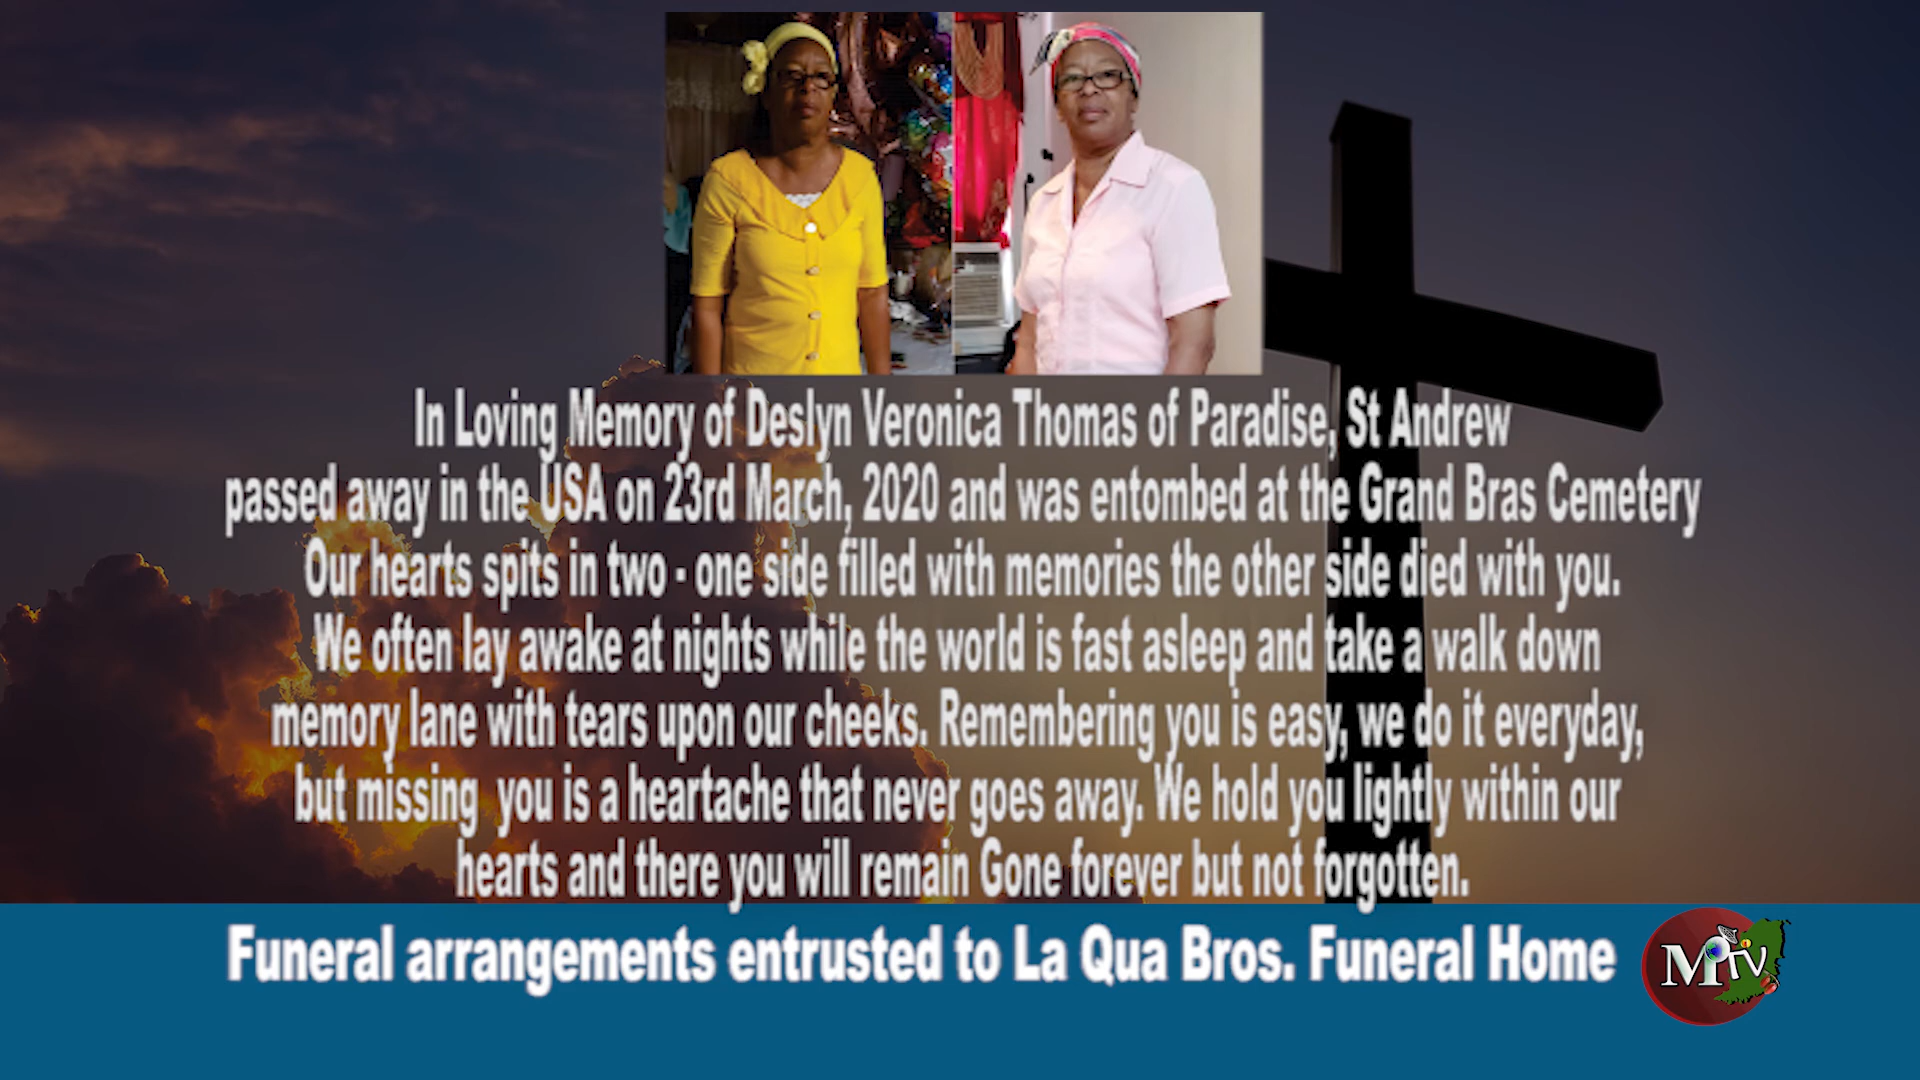 In Loving Memory of Deslyn Veronica Thomas of Paradise, St Andrew
passed away in the USA on 23rd March, 2020 and was entombed at the Grand Bras Cemetery
Our hearts spits in two - one side filled with memories the other side died with you.
We often lay awake at nights while the world is fast asleep and take a walk down
memory lane with tears upon our cheeks. Remembering you is easy, we do it everyday,
but missing you is a heartache that never goes away. We hold you lightly within our
hearts and there you will remain Gone forever but not forgotten.
Funeral arrangements entrusted to La Qua Bros. Funeral Home
MPTV